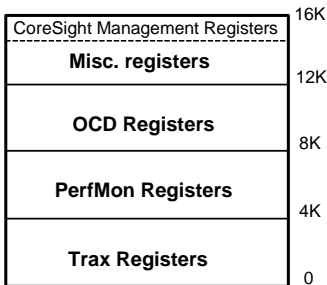 16K
CoreSight Management Registers
Misc. registers
12K
OCD Registers
8K
PerfMon Registers
4K
Trax Registers
0